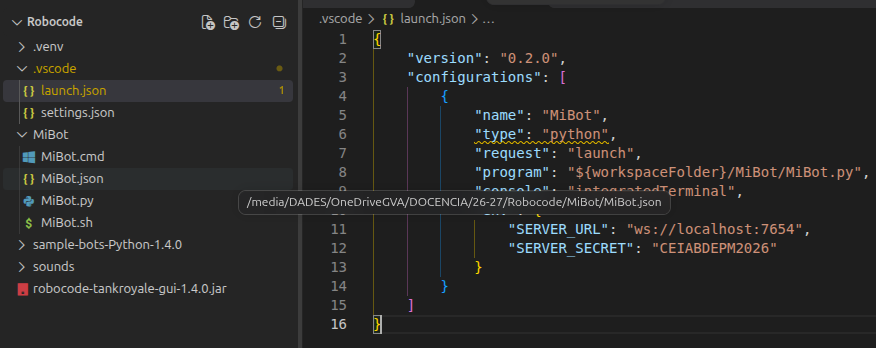 Robocode
.venv
.vscode
launch.json 1
settings.json
MiBot
MiBot.cmd
MiBot.json
MiBot.py
MiBot.sh
sample-bots-Python-1.4.0
sounds
robocode-tankroyale-gui-1.4.0.jar
.vscode > {} launch.json > ...
1 {
2 "version": "0.2.0",
3 "configurations": [
4 {
5 "name": "MiBot",
6 "type": "python",
7 "request": "launch",
8 "program": "${workspaceFolder}/MiBot/MiBot.py",
9 "console": "integratedTerminal",
/media/DADES/OneDriveGVA/DOCENCIA/26-27/Robocode/MiBot/MiBot.json
11 "SERVER_URL": "ws://localhost:7654",
12 "SERVER_SECRET": "CEIABDEPM2026"
13 }
14 }
15 ]
16 }